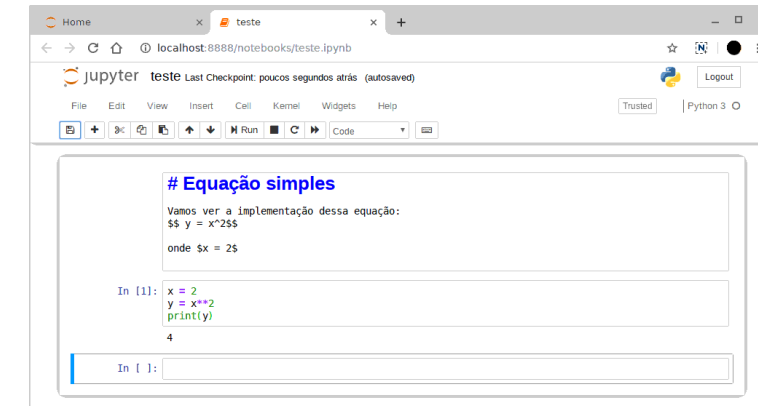 Home × teste × +
localhost:8888/notebooks/teste.ipynb N
jupyter teste Last Checkpoint: poucos segundos atrás (autosaved) Logout
File Edit View Insert Cell Kernel Widgets Help Trusted Python 3
Run Code
# Equação simples
Vamos ver a implementação dessa equação:
$$ y = x^2$$
onde $x = 2$
In [1]: x = 2
y = x**2
print(y)
4
In [ ]: